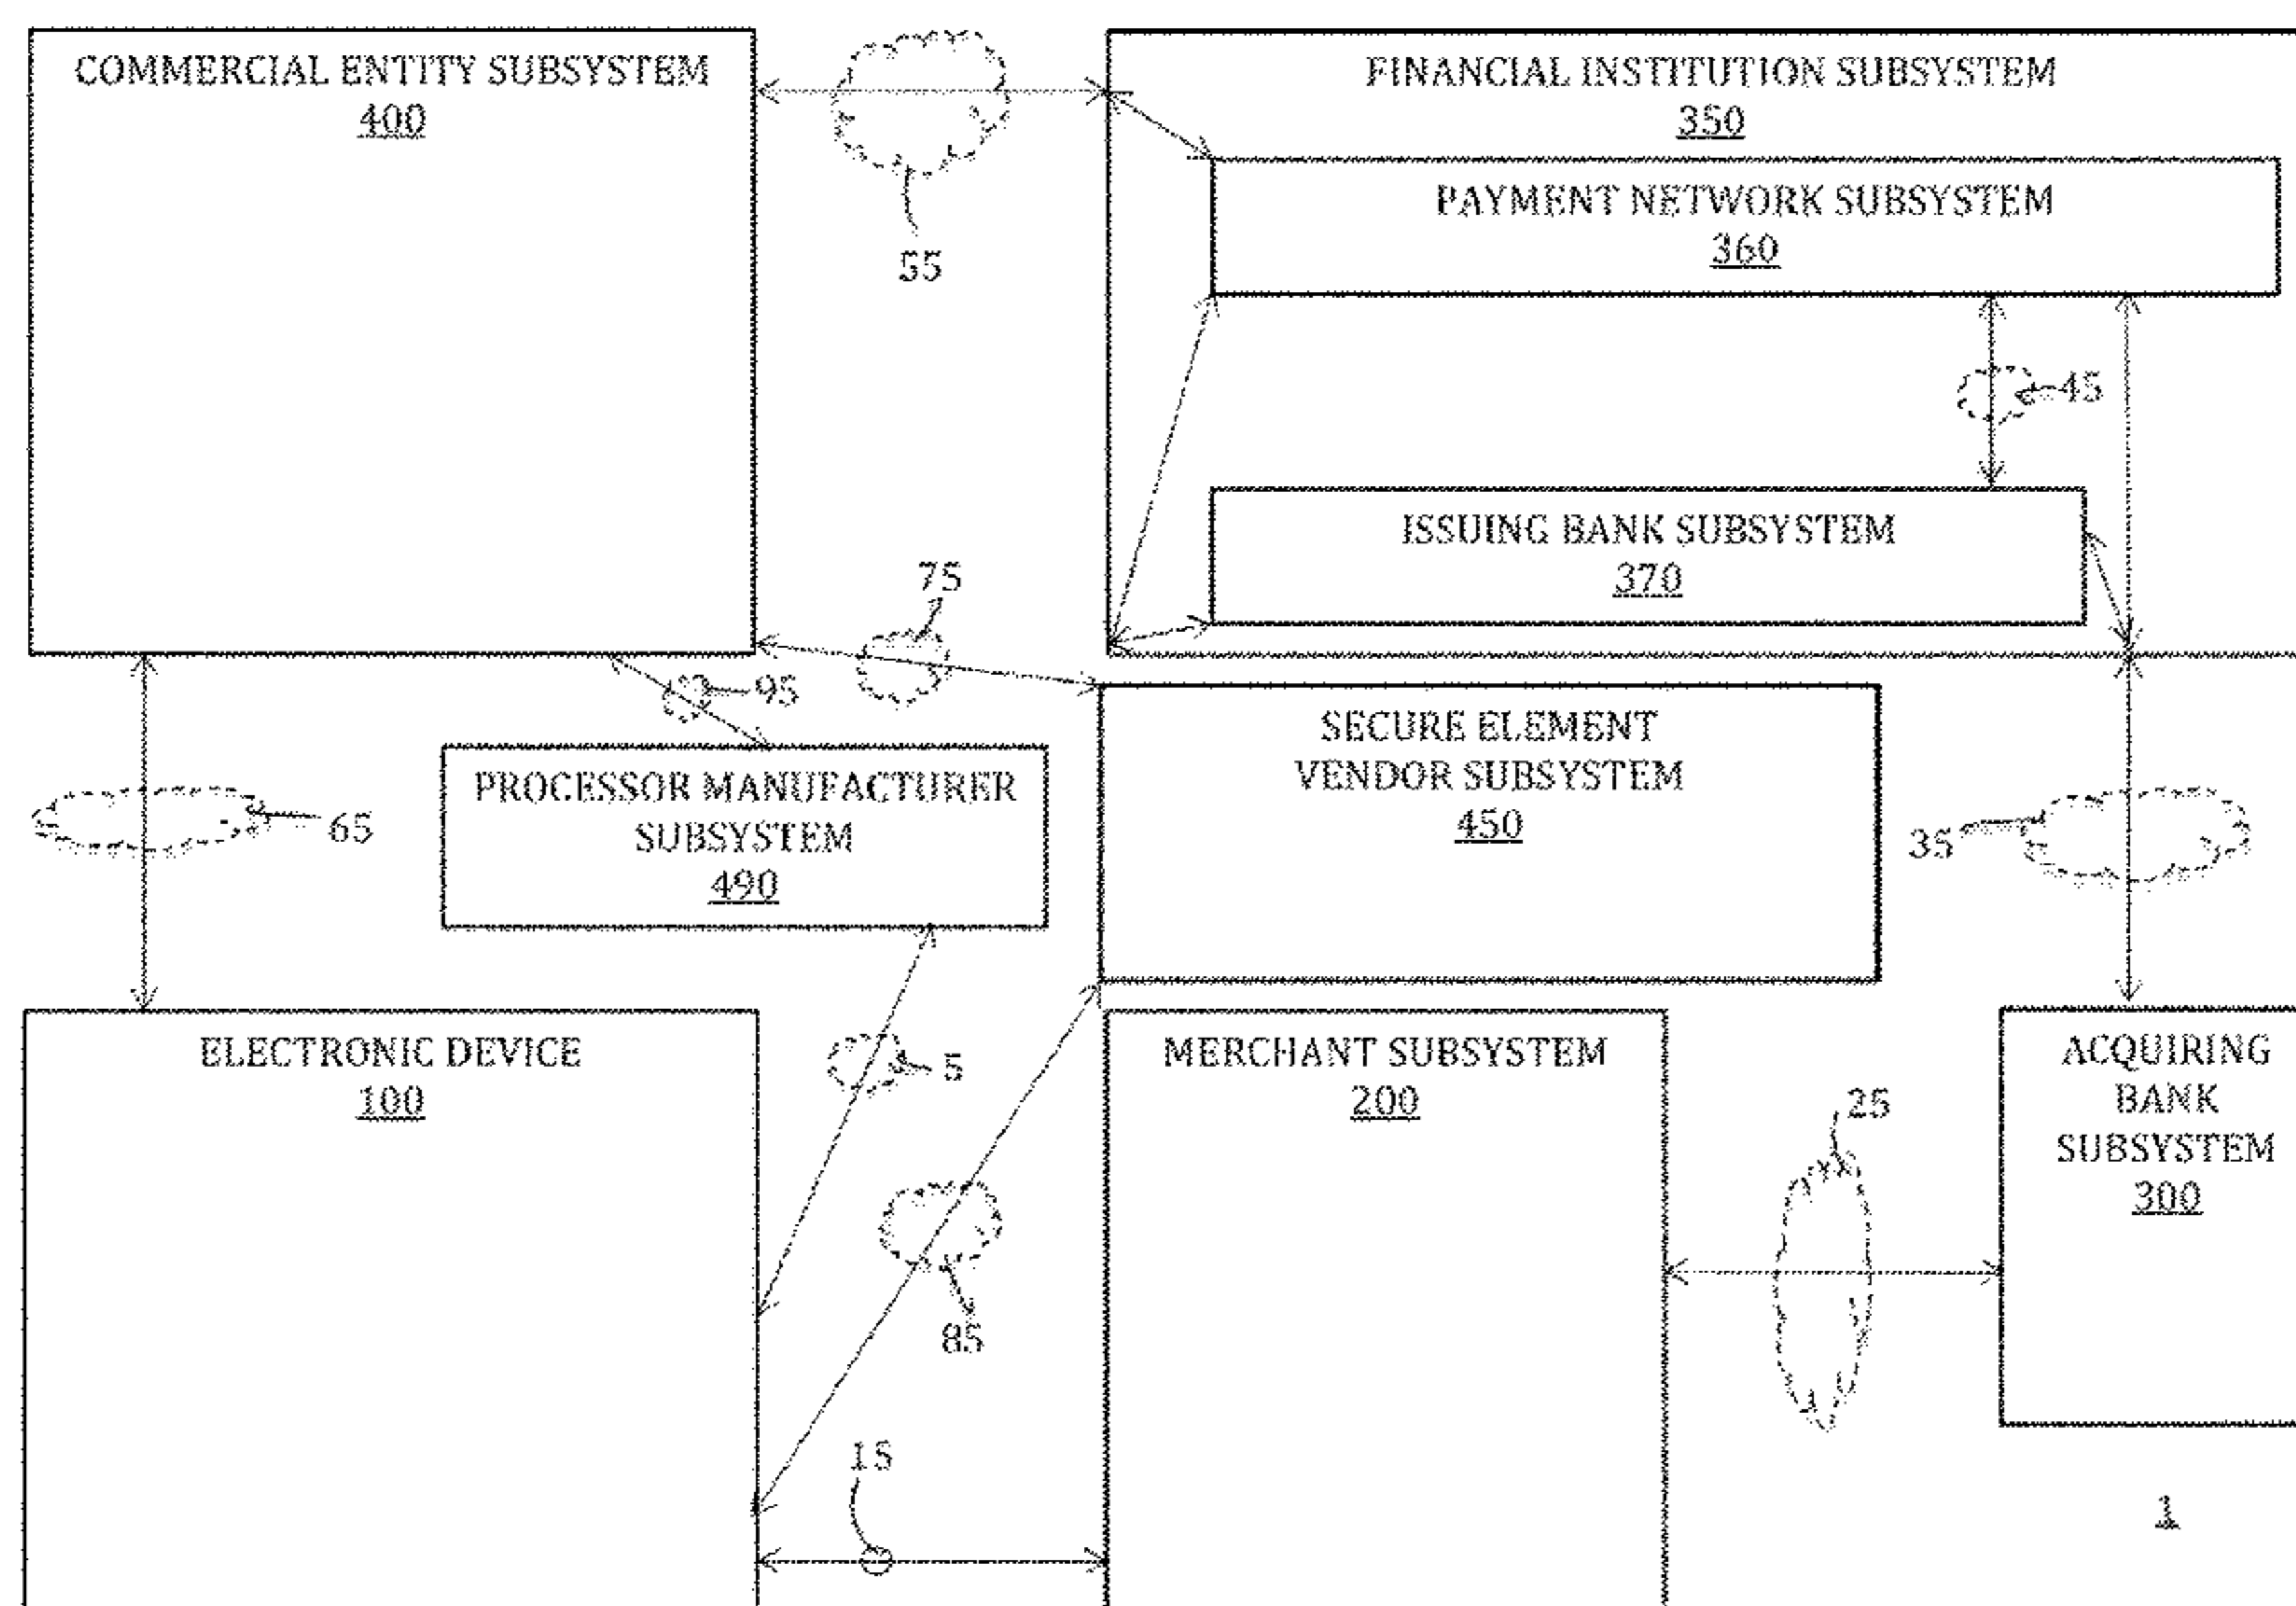 COMMERCIAL ENTITY SUBSYSTEM
400
55
FINANCIAL INSTITUTION SUBSYSTEM
350
PAYMENT NETWORK SUBSYSTEM
360
45
ISSUING BANK SUBSYSTEM
370
75
95
65
PROCESSOR MANUFACTURER
SUBSYSTEM
490
SECURE ELEMENT
VENDOR SUBSYSTEM
450
35
ELECTRONIC DEVICE
100
5
85
15
MERCHANT SUBSYSTEM
200
25
ACQUIRING
BANK
SUBSYSTEM
300
1